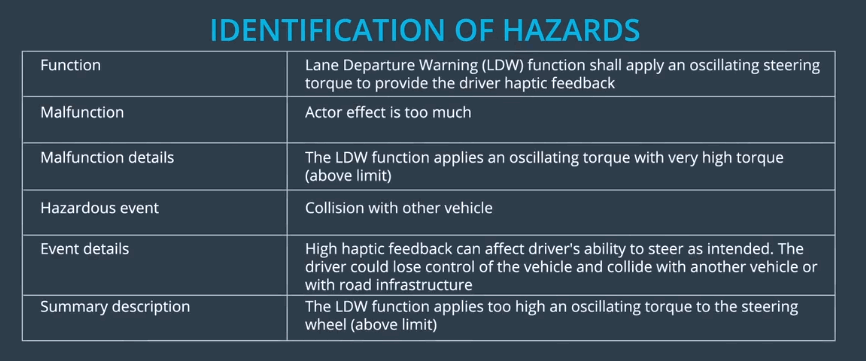 IDENTIFICATION OF HAZARDS
Function
Lane Departure Warning (LDW) function shall apply an oscillating steering
torque to provide the driver haptic feedback
Malfunction
Actor effect is too much
Malfunction details
The LDW function applies an oscillating torque with very high torque
(above limit)
Hazardous event
Collision with other vehicle
Event details
High haptic feedback can affect driver's ability to steer as intended. The
driver could lose control of the vehicle and collide with another vehicle or
with road infrastructure
Summary description
The LDW function applies too high an oscillating torque to the steering
wheel (above limit)